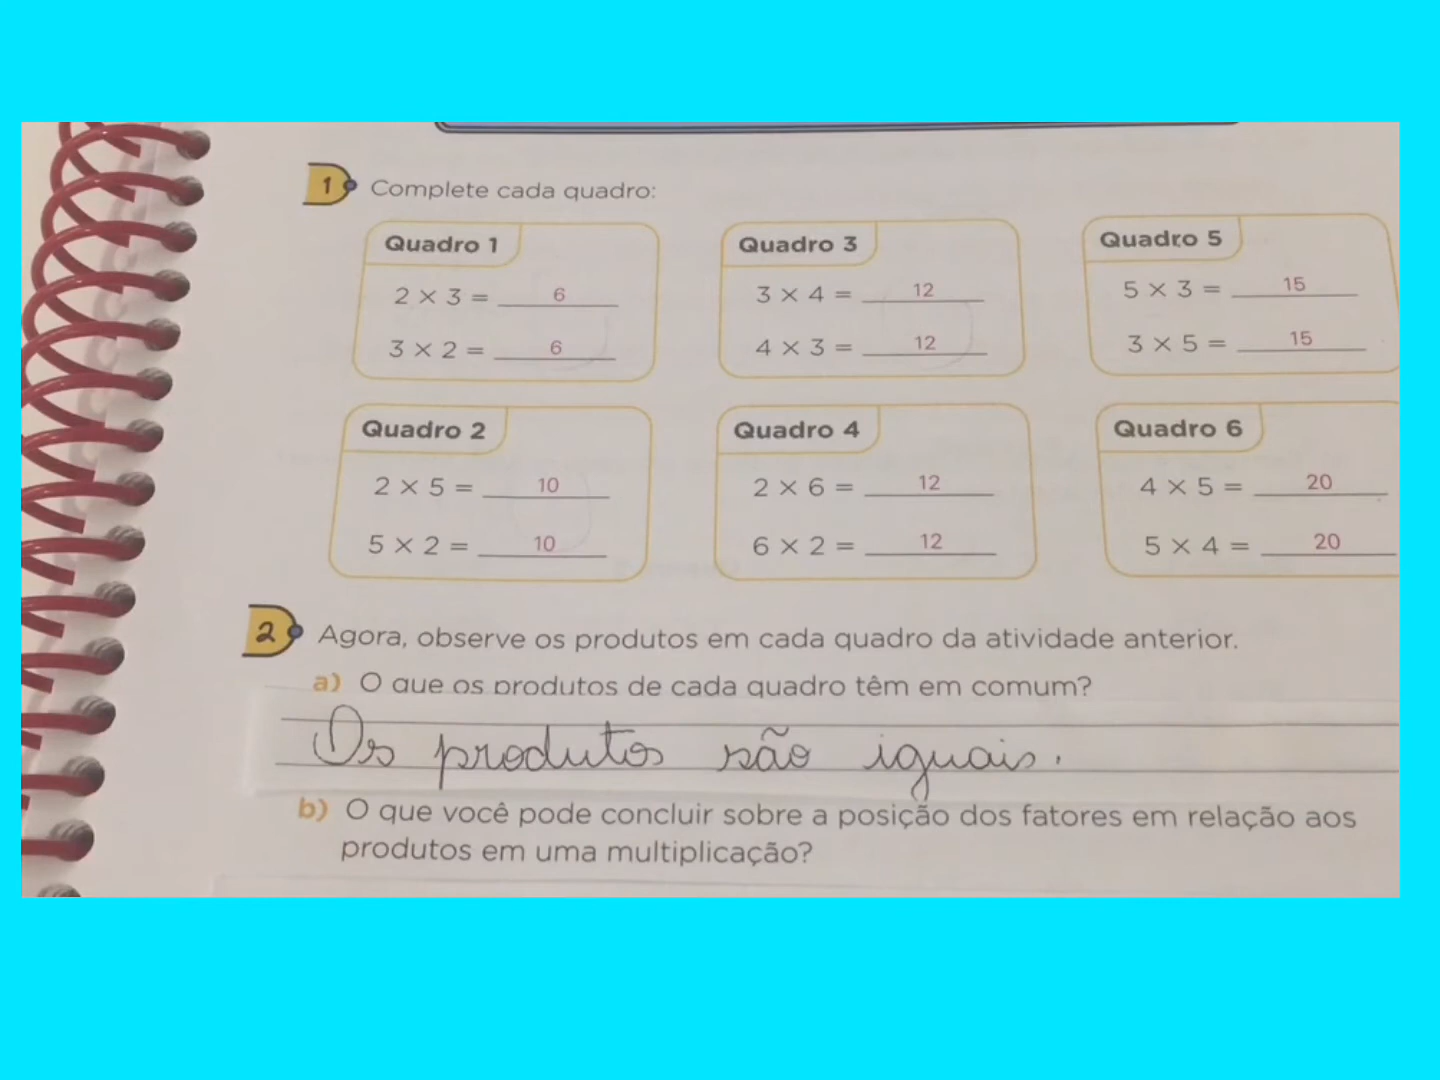 1 Complete cada quadro:
Quadro 1
2 × 3 = 6
3 × 2 = 6
Quadro 3
3 × 4 = 12
4 × 3 = 12
Quadro 5
5 × 3 = 15
3 × 5 = 15
Quadro 2
2 × 5 = 10
5 × 2 = 10
Quadro 4
2 × 6 = 12
6 × 2 = 12
Quadro 6
4 × 5 = 20
5 × 4 = 20
2 Agora, observe os produtos em cada quadro da atividade anterior.
a) O que os produtos de cada quadro têm em comum?
Os produtos são iguais.
b) O que você pode concluir sobre a posição dos fatores em relação aos
produtos em uma multiplicação?